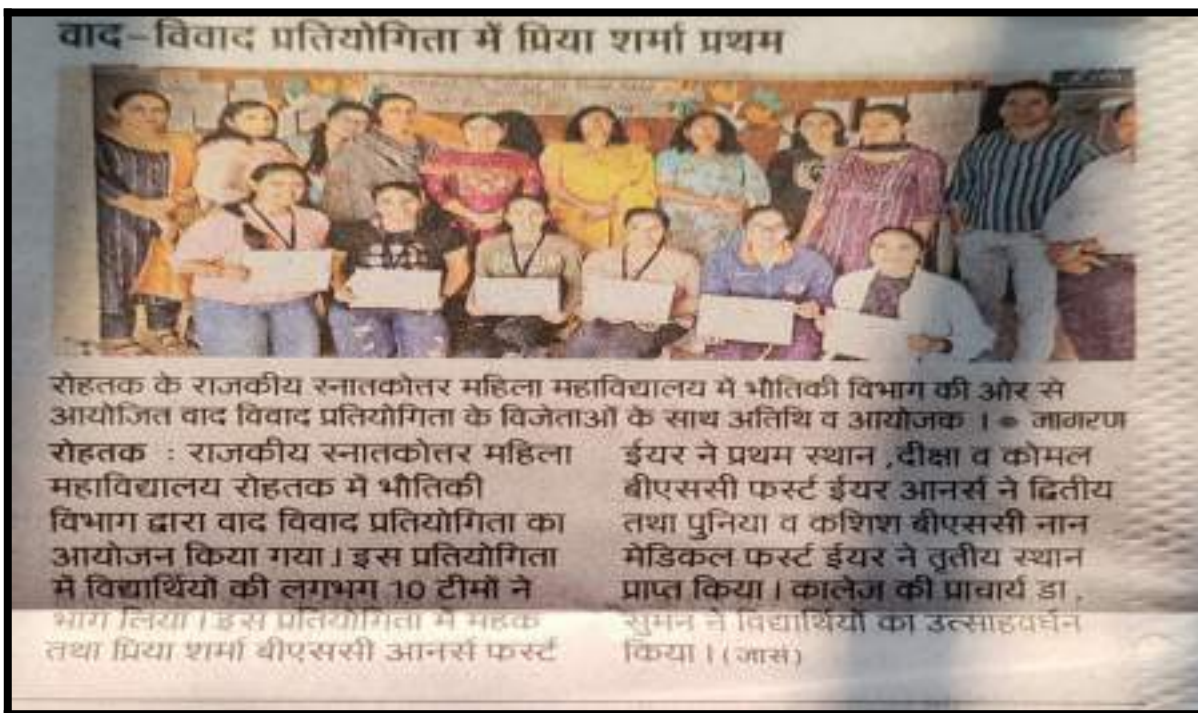 वाद-विवाद प्रतियोगिता में प्रिया शर्मा प्रथम
रोहतक के राजकीय स्नातकोत्तर महिला महाविद्यालय में भौतिकी विभाग की ओर से
आयोजित वाद विवाद प्रतियोगिता के विजेताओं के साथ अतिथि व आयोजक । ● जागरण
रोहतक : राजकीय स्नातकोत्तर महिला
महाविद्यालय रोहतक में भौतिकी
विभाग द्वारा वाद विवाद प्रतियोगिता का
आयोजन किया गया । इस प्रतियोगिता
में विद्यार्थियों की लगभग 10 टीमों ने
भाग लिया । इस प्रतियोगिता में महक
तथा प्रिया शर्मा बीएससी आनर्स फर्स्ट
ईयर ने प्रथम स्थान ,दीक्षा व कोमल
बीएससी फर्स्ट ईयर आनर्स ने द्वितीय
तथा पुनिया व कशिश बीएससी नान
मेडिकल फर्स्ट ईयर ने तृतीय स्थान
प्राप्त किया । कालेज की प्राचार्य डा .
सुमन ने विद्यार्थियों का उत्साहवर्धन
किया । (जासं)